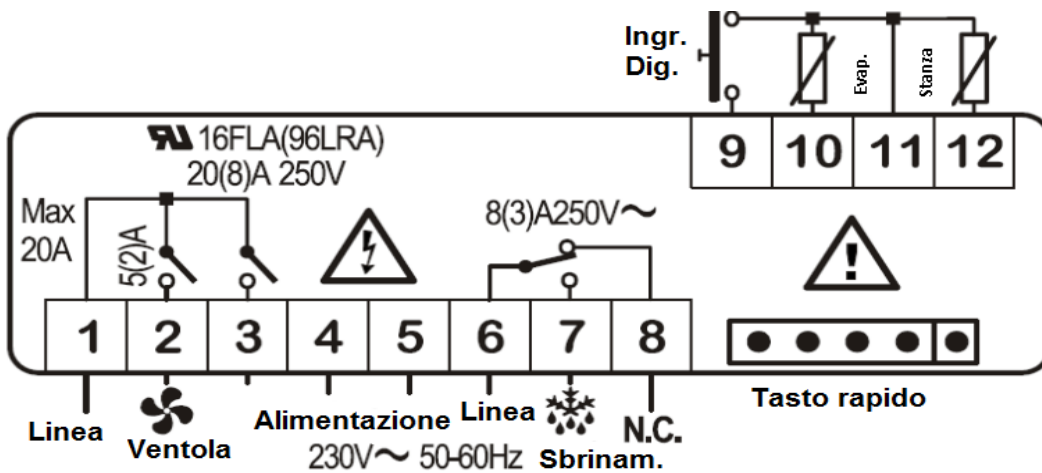 Ingr.
Dig.
Evap.
Stanza
RU 16FLA(96LRA)
20(8)A 250V
9 10 11 12
Max
20A
5(2)A
8(3)A250V~
!
1 2 3 4 5 6 7 8
Linea
Ventola
Alimentazione
Linea
N.C.
Tasto rapido
230V~ 50-60Hz
Sbrinam.